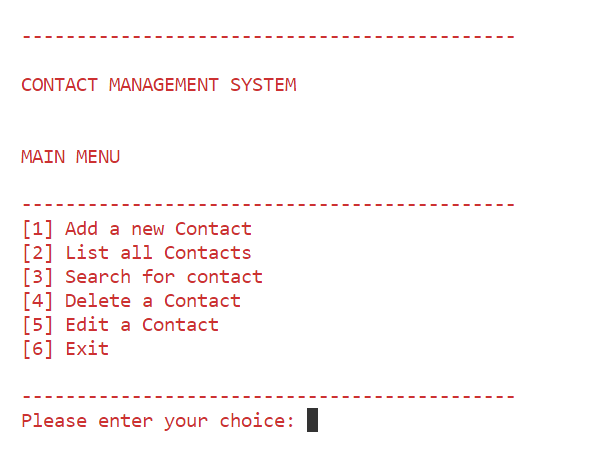 ---------------------------------------------
CONTACT MANAGEMENT SYSTEM
MAIN MENU
---------------------------------------------
[1] Add a new Contact
[2] List all Contacts
[3] Search for contact
[4] Delete a Contact
[5] Edit a Contact
[6] Exit
---------------------------------------------
Please enter your choice: